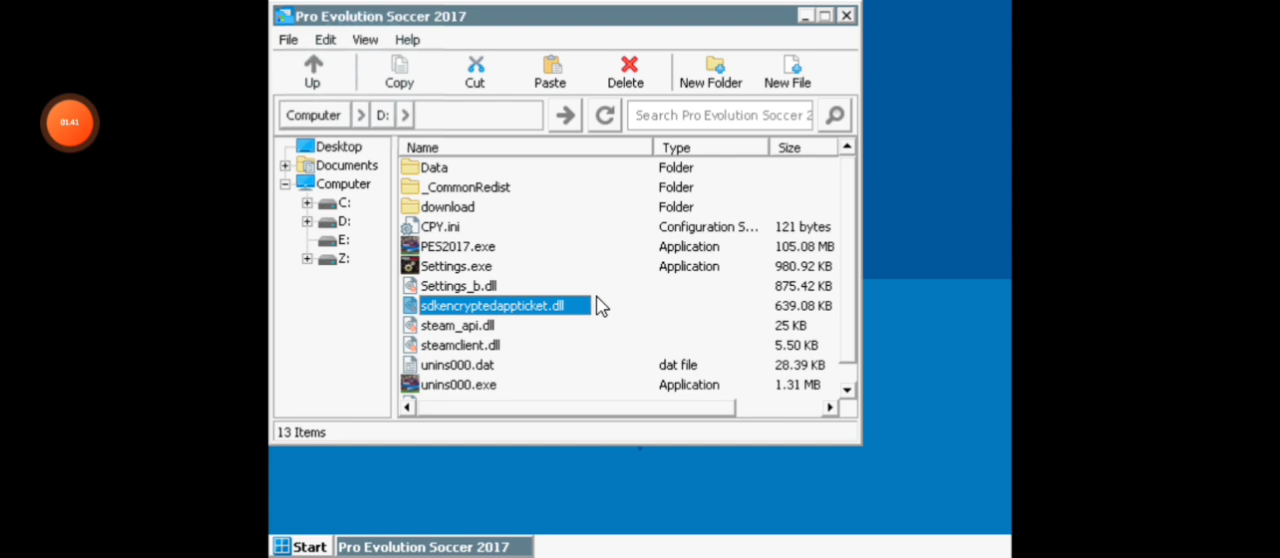 Pro Evolution Soccer 2017
File Edit View Help
Up Copy Cut Paste Delete New Folder New File
Computer D: Search Pro Evolution Soccer 2
01:41
Desktop
Documents
Computer
C:
D:
E:
Z:
Name Type Size
Data Folder
_CommonRedist Folder
download Folder
CPY.ini Configuration S... 121 bytes
PES2017.exe Application 105.08 MB
Settings.exe Application 980.92 KB
Settings_b.dll 875.42 KB
sdkencryptedappticket.dll 639.08 KB
steam_api.dll 25 KB
steamclient.dll 5.50 KB
unins000.dat dat file 28.39 KB
unins000.exe Application 1.31 MB
13 Items
Start Pro Evolution Soccer 2017